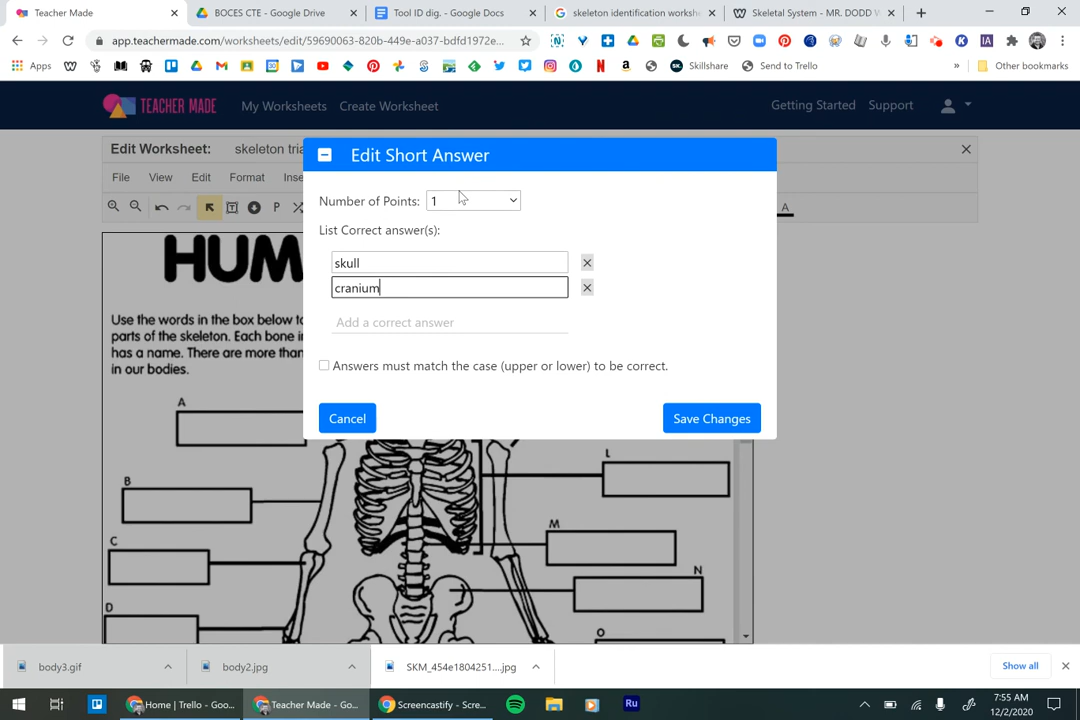 Teacher Made
BOCES CTE - Google Drive
Tool ID dig. - Google Docs
skeleton identification workshe
Skeletal System - MR. DODD
app.teachermade.com/worksheets/edit/59690063-820b-449e-a037-bdfd1972e...
Apps
Skillshare
Send to Trello
Other bookmarks
TEACHER MADE
My Worksheets
Create Worksheet
Getting Started
Support
Edit Worksheet:
skeleton tria
File
View
Edit
Format
Inse
Edit Short Answer
Number of Points:
1
List Correct answer(s):
skull
cranium
Add a correct answer
Answers must match the case (upper or lower) to be correct.
Cancel
Save Changes
HUM
Use the words in the box below to
parts of the skeleton. Each bone i
has a name. There are more than
in our bodies.
A
B
C
D
L
M
N
O
body3.gif
body2.jpg
SKM_454e1804251....jpg
Show all
Home | Trello - Goo...
Teacher Made - Go...
Screencastify - Scre...
Ru
7:55 AM
12/2/2020